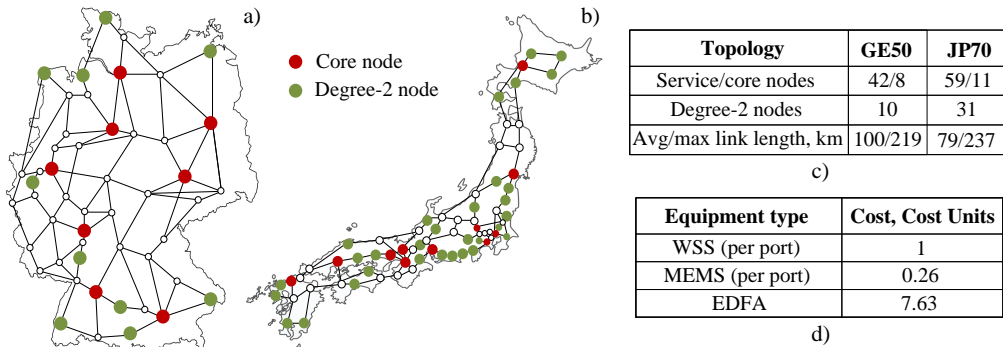 a)
b)
Core node
Degree-2 node
Topology GE50 JP70
Service/core nodes 42/8 59/11
Degree-2 nodes 10 31
Avg/max link length, km 100/219 79/237
c)
Equipment type Cost, Cost Units
WSS (per port) 1
MEMS (per port) 0.26
EDFA 7.63
d)